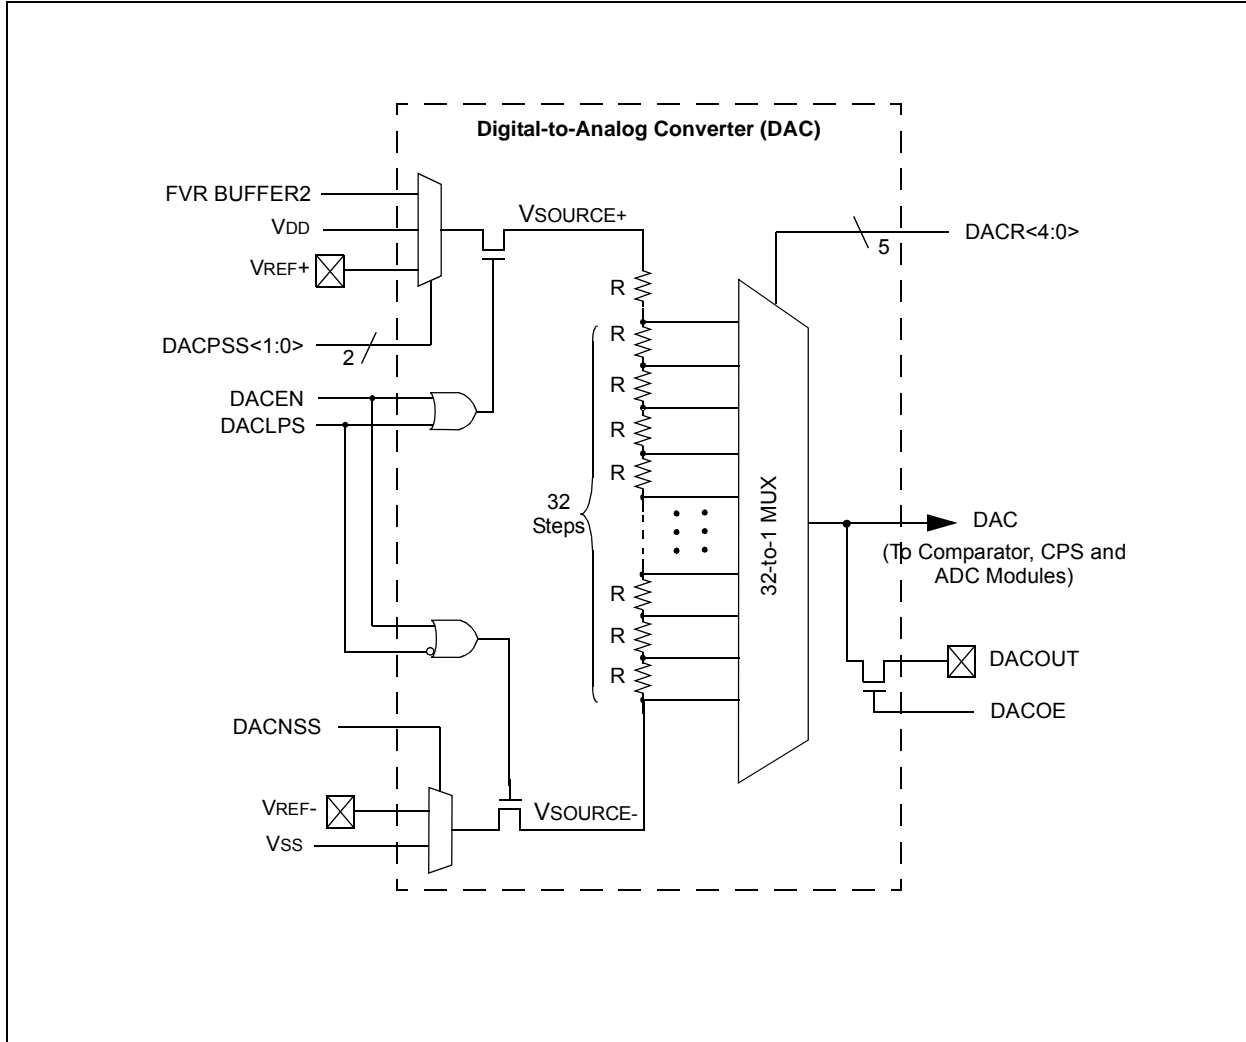 Digital-to-Analog Converter (DAC)
FVR BUFFER2
VDD
VREF+
VSOURCE+
DACR<4:0>
5
DACPSS<1:0>
2
DACEN
DACLPS
R
R
R
R
R
32
Steps
R
R
R
32-to-1 MUX
DAC
(To Comparator, CPS and
ADC Modules)
DACOUT
DACOE
DACNSS
VREF-
VSOURCE-
VSS